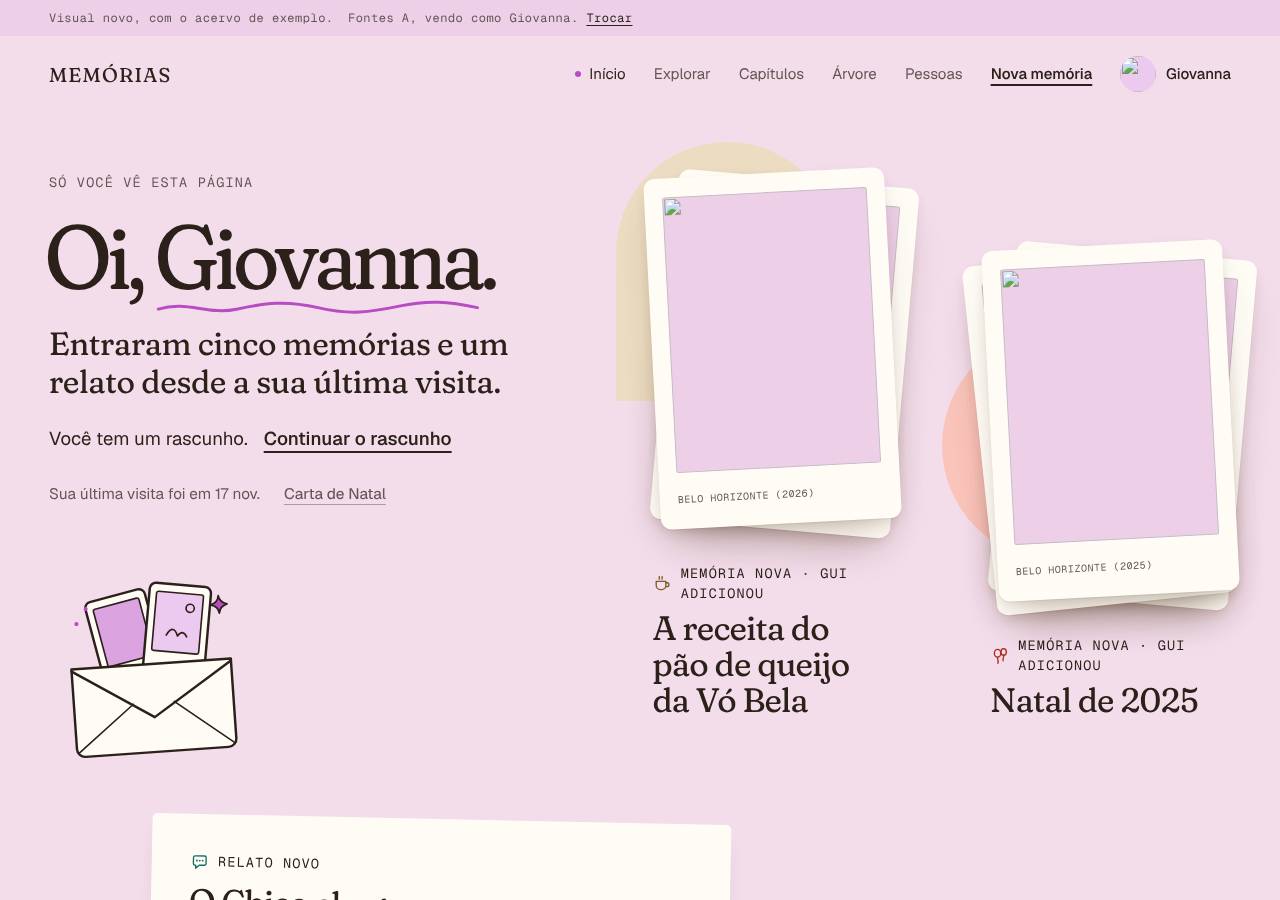 Visual novo, com o acervo de exemplo. Fontes A, vendo como Giovanna. Trocar
MEMÓRIAS
Início Explorar Capítulos Árvore Pessoas Nova memória Giovanna
SÓ VOCÊ VÊ ESTA PÁGINA
Oi, Giovanna.
Entraram cinco memórias e um
relato desde a sua última visita.
Você tem um rascunho. Continuar o rascunho
Sua última visita foi em 17 nov. Carta de Natal
BELO HORIZONTE (2026)
MEMÓRIA NOVA · GUI
ADICIONOU
A receita do
pão de queijo
da Vó Bela
BELO HORIZONTE (2025)
MEMÓRIA NOVA · GUI
ADICIONOU
Natal de 2025
RELATO NOVO